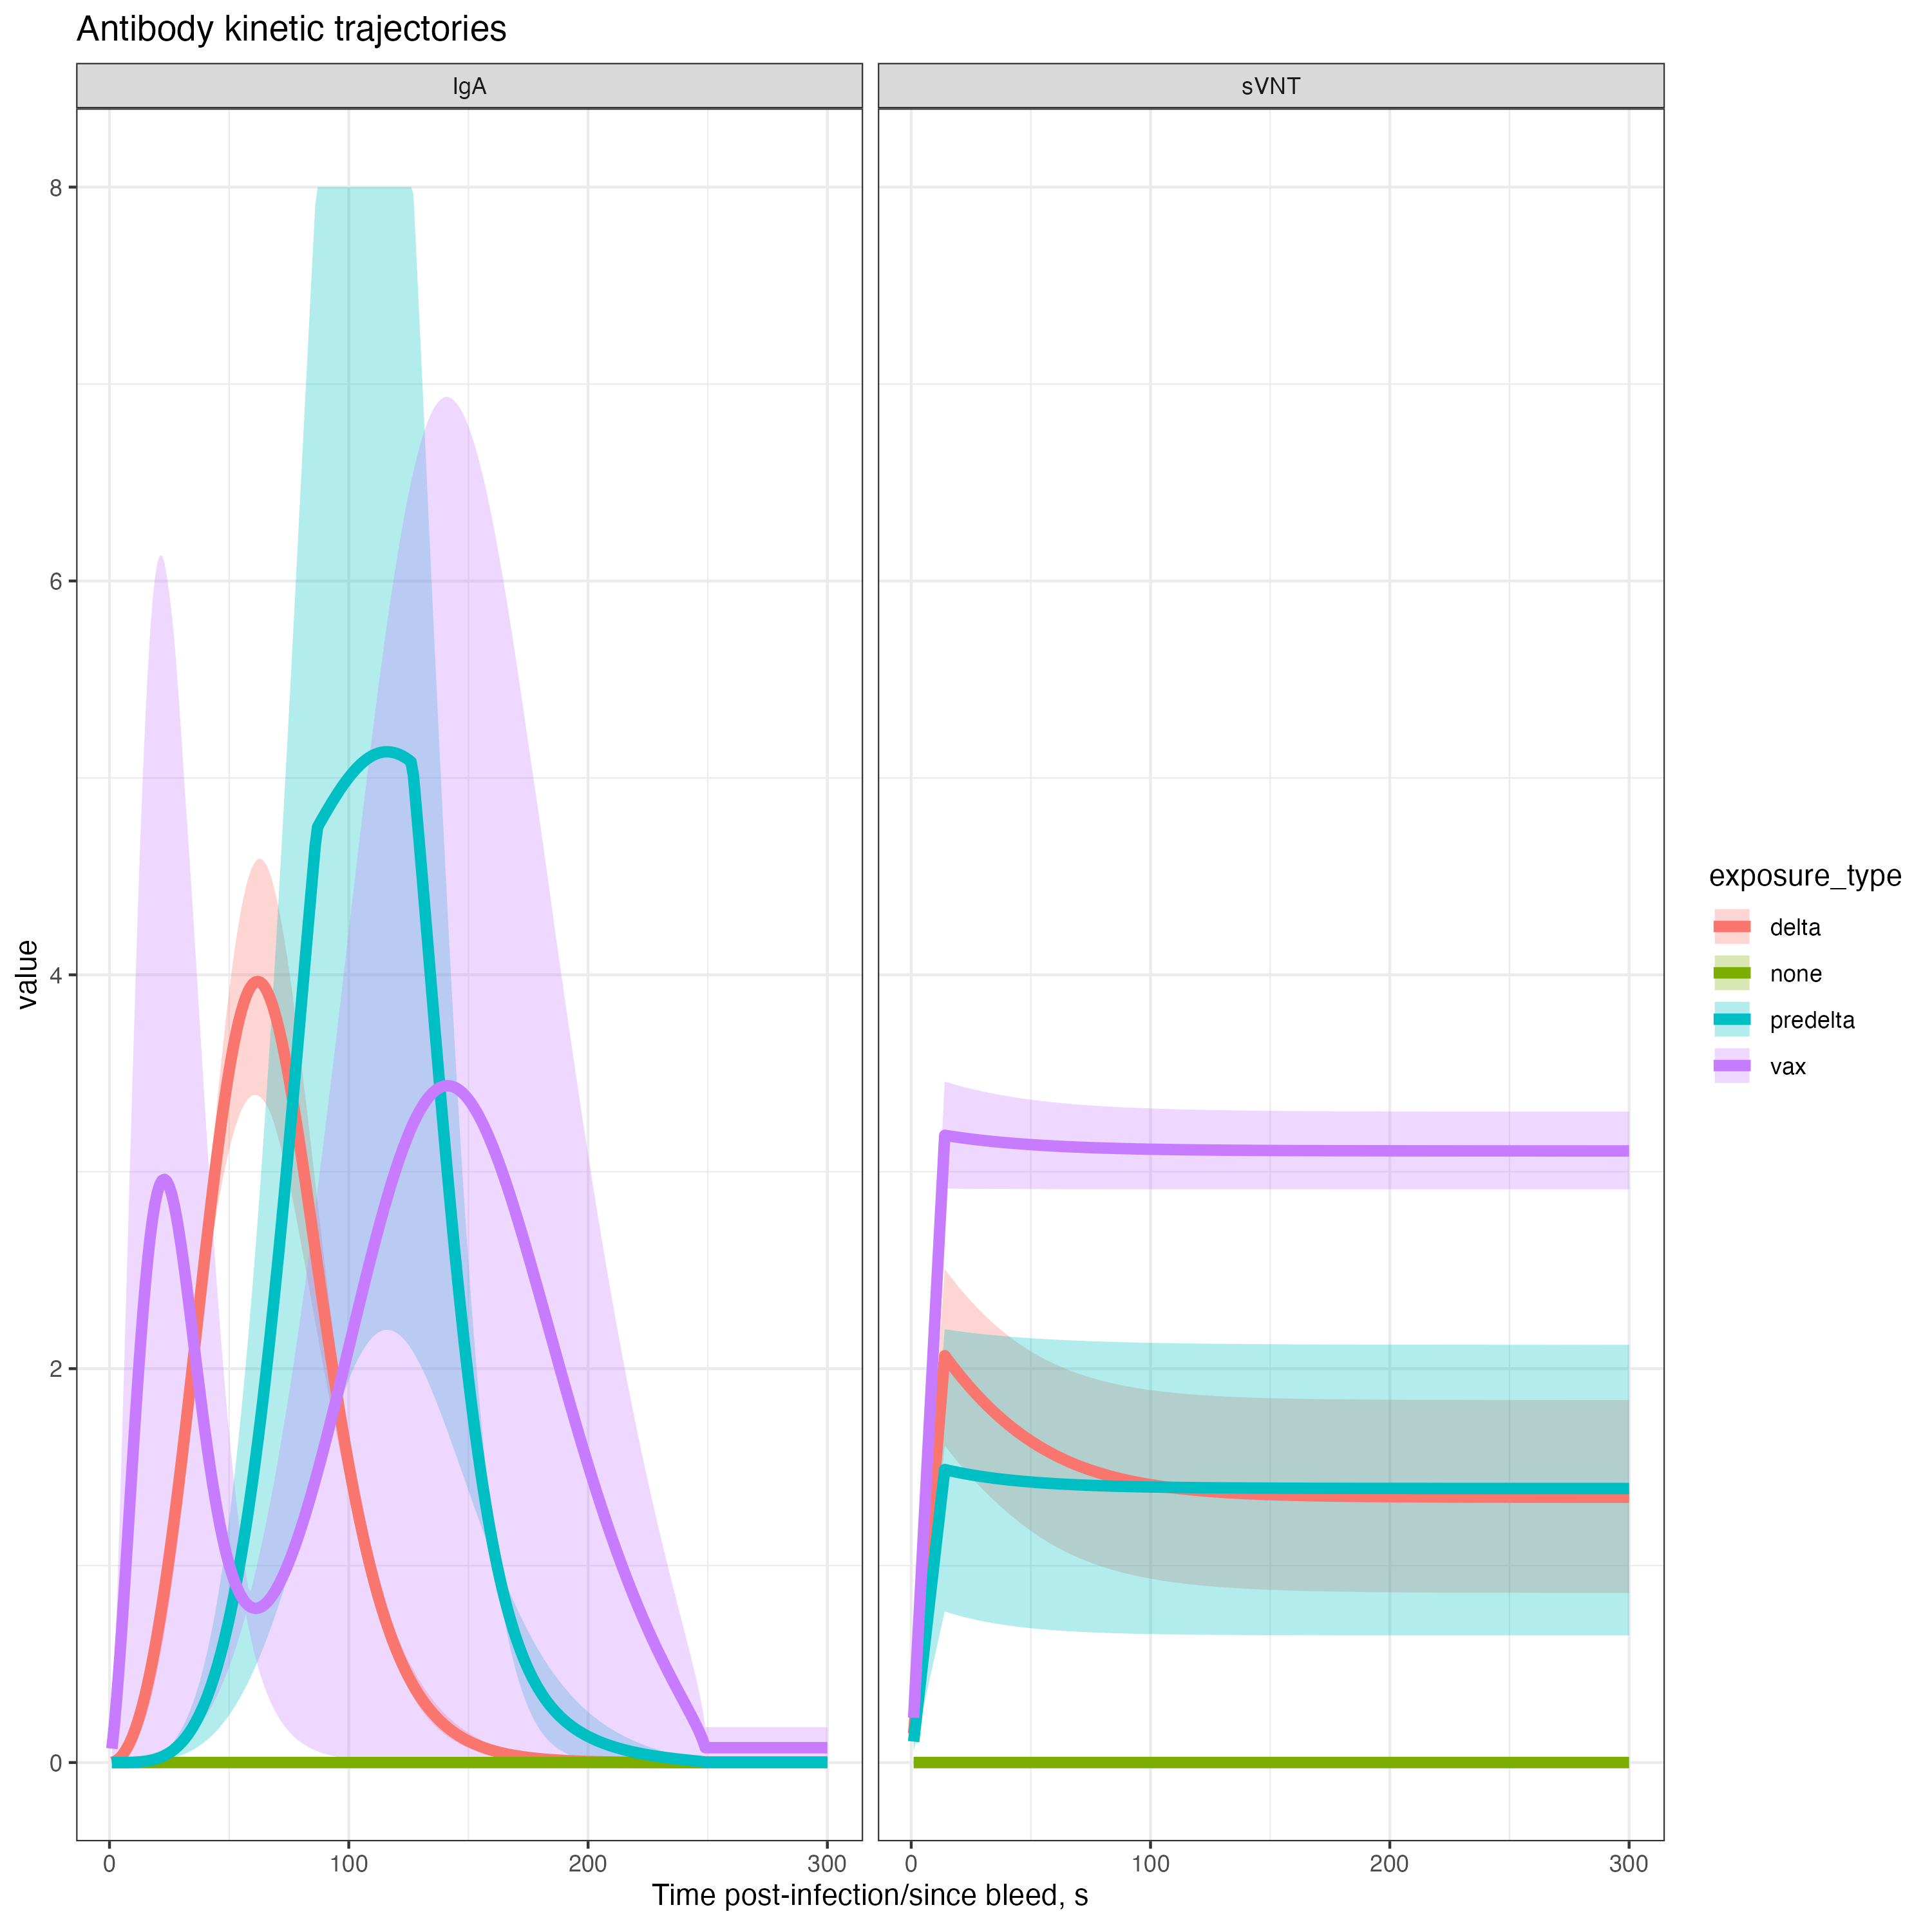 Antibody kinetic trajectories
IgA
sVNT
value
8
6
4
2
0
0 100 200 300
0 100 200 300
Time post-infection/since bleed, s
exposure_type
delta
none
predelta
vax